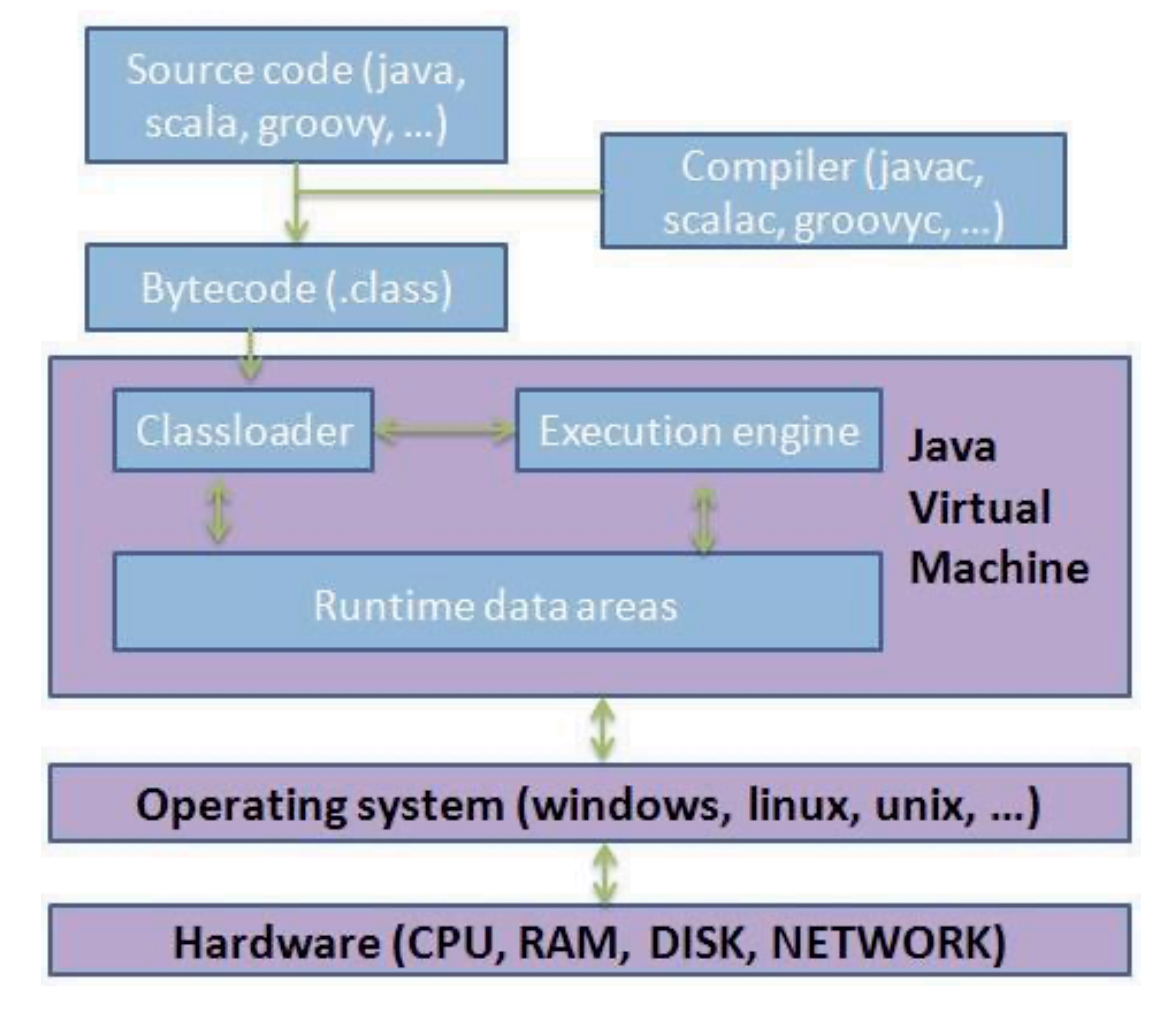 Source code (java,
scala, groovy, ...)
Compiler (javac,
scalac, groovyc, ...)
Bytecode (.class)
Classloader
Execution engine
Java
Virtual
Machine
Runtime data areas
Operating system (windows, linux, unix, ...)
Hardware (CPU, RAM, DISK, NETWORK)